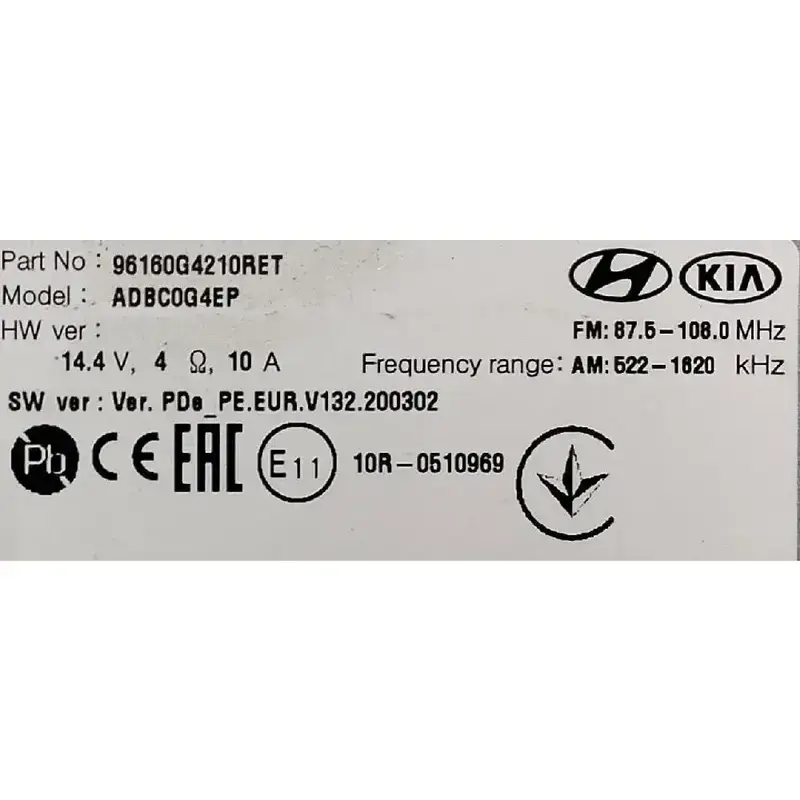 Part No : 96160G4210RET
Model : ADBC0G4EP
KIA
HW ver :
FM: 87.5-108.0 MHz
14.4 V, 4 Ω, 10 A Frequency range: AM: 522-1620 kHz
SW ver : Ver. PDe_PE.EUR.V132.200302
Pb CE EAC E11 10R-0510969